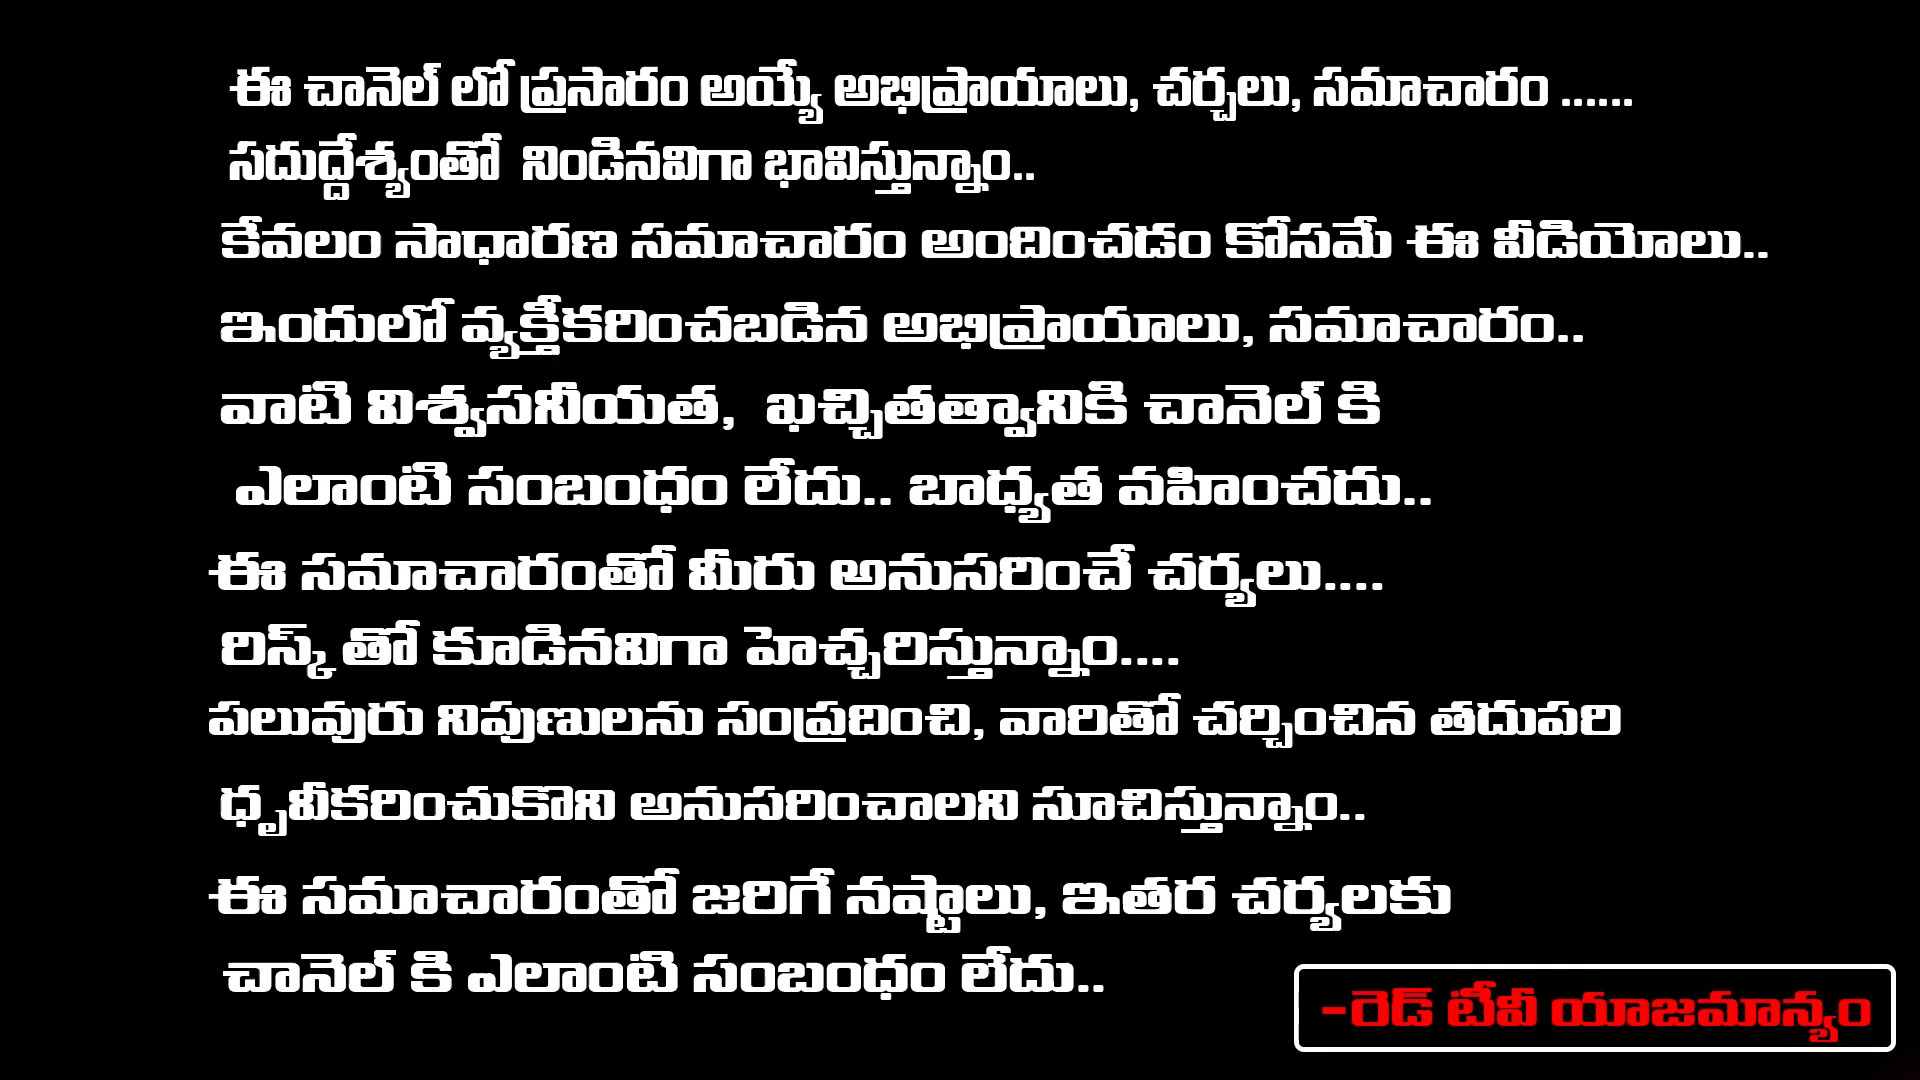 ఈ చానెల్ లో ప్రసారం అయ్యే అభిప్రాయాలు, చర్చలు, సమాచారం ......
సదుద్దేశ్యంతో నిండినవిగా భావిస్తున్నాం..
కేవలం సాధారణ సమాచారం అందించడం కోసమే ఈ వీడియోలు..
ఇందులో వ్యక్తీకరించబడిన అభిప్రాయాలు, సమాచారం..
వాటి విశ్వసనీయత, ఖచ్చితత్వానికి చానెల్ కి
ఎలాంటి సంబంధం లేదు.. బాధ్యత వహించదు..
ఈ సమాచారంతో మీరు అనుసరించే చర్యలు....
రిస్క్ తో కూడినవిగా హెచ్చరిస్తున్నాం....
పలువురు నిపుణులను సంప్రదించి, వారితో చర్చించిన తదుపరి
ధృవీకరించుకొని అనుసరించాలని సూచిస్తున్నాం..
ఈ సమాచారంతో జరిగే నష్టాలు, ఇతర చర్యలకు
చానెల్ కి ఎలాంటి సంబంధం లేదు..
-రెడ్ టీవీ యాజమాన్యం